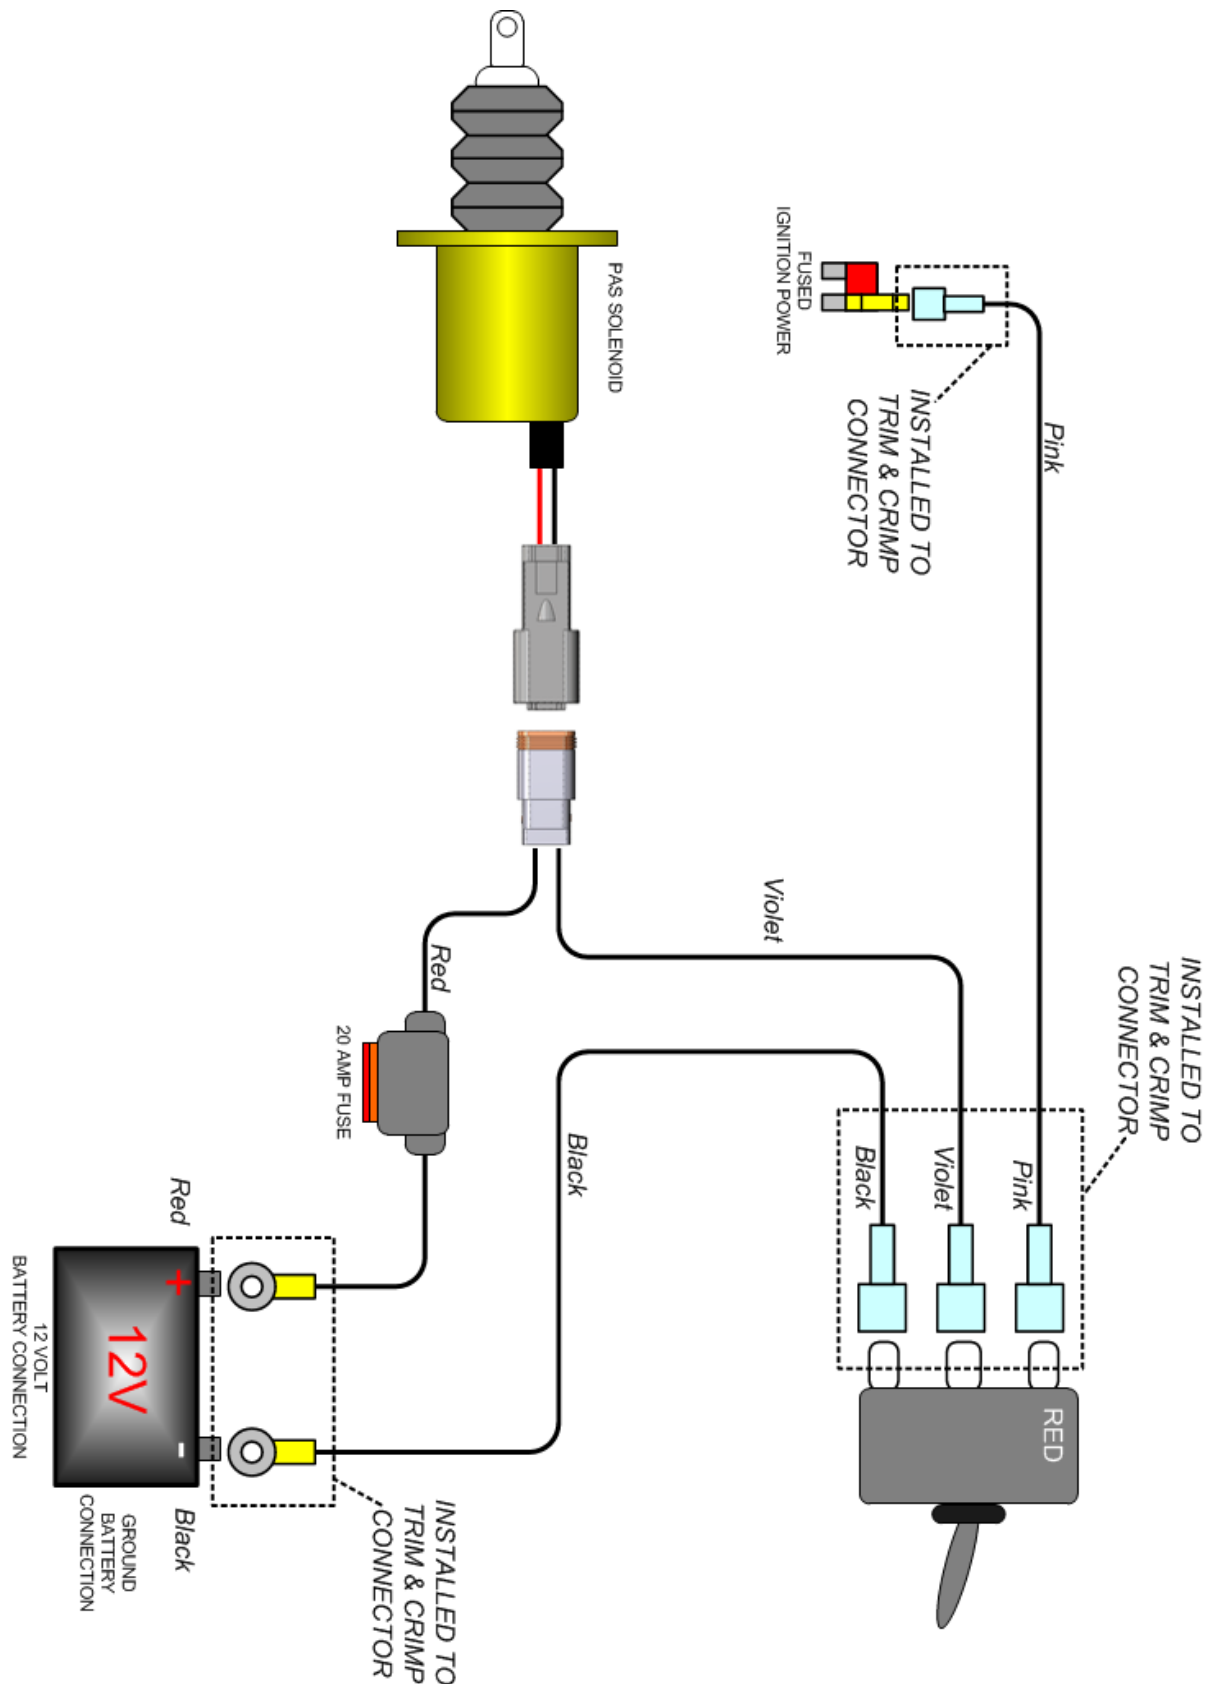 PAS SOLENOID
FUSED
IGNITION POWER
INSTALLED TO
TRIM & CRIMP
CONNECTOR
Pink
Violet
Red
20 AMP FUSE
Black
INSTALLED TO
TRIM & CRIMP
CONNECTOR
Pink
Violet
Black
RED
Red
+
12V
-
Black
12 VOLT
BATTERY CONNECTION
GROUND
BATTERY
CONNECTION
INSTALLED TO
TRIM & CRIMP
CONNECTOR